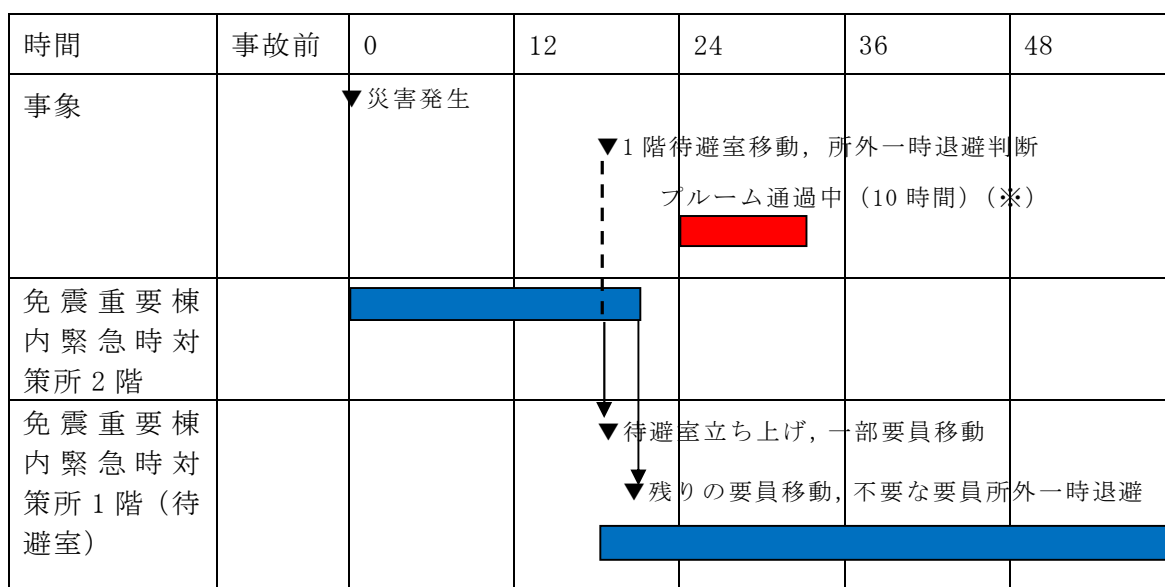 時間 事故前 0 12 24 36 48
事象
▼災害発生
▼1階待避室移動,所外一時退避判断
プルーム通過中(10時間)(※)
免震重要棟
内緊急時対
策所2階
免震重要棟
内緊急時対
策所1階(待
避室)
▼待避室立ち上げ,一部要員移動
▼残りの要員移動,不要な要員所外一時退避